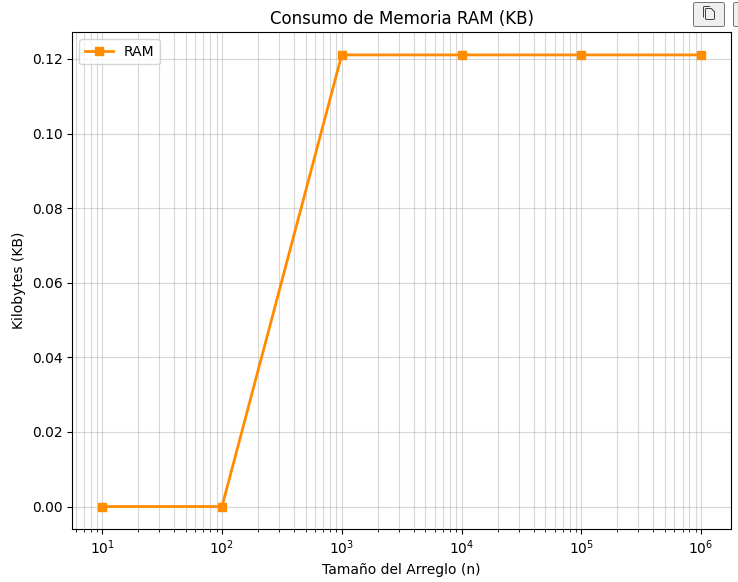 Consumo de Memoria RAM (KB)
RAM
0.12
0.10
0.08
0.06
0.04
0.02
0.00
Kilobytes (KB)
10¹ 10² 10³ 10⁴ 10⁵ 10⁶
Tamaño del Arreglo (n)